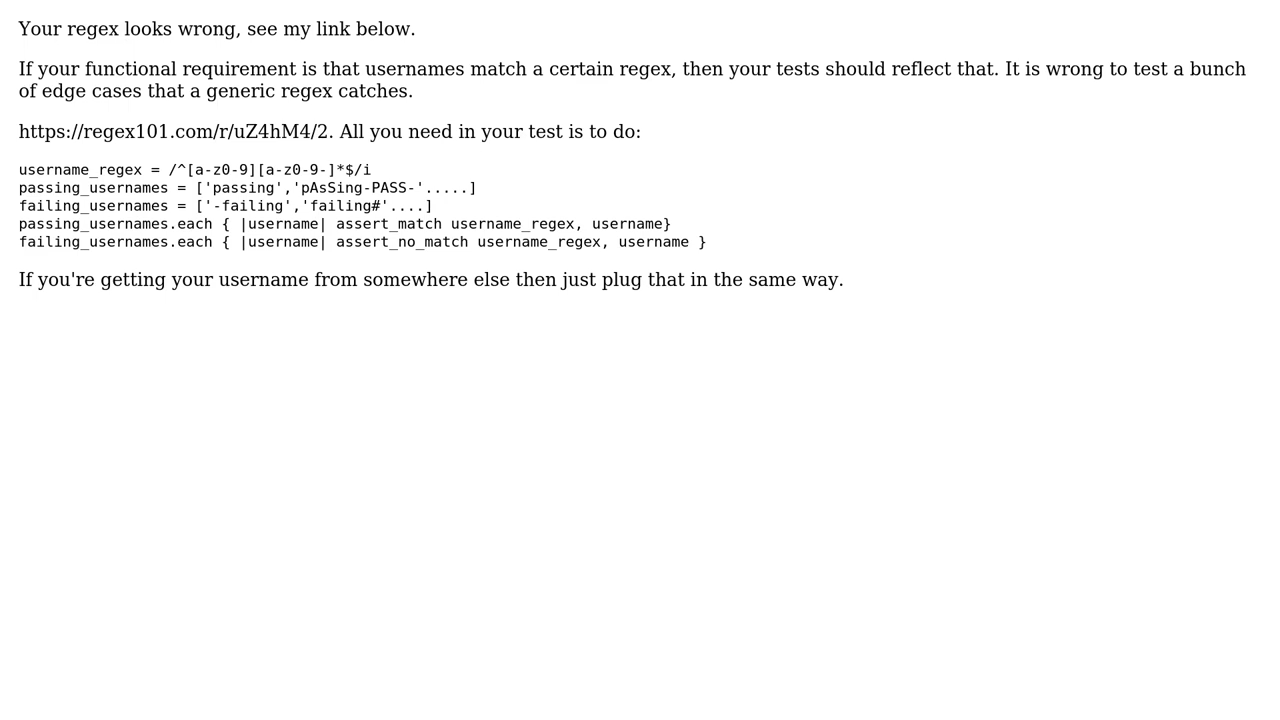 Your regex looks wrong, see my link below.
If your functional requirement is that usernames match a certain regex, then your tests should reflect that. It is wrong to test a bunch
of edge cases that a generic regex catches.
https://regex101.com/r/uZ4hM4/2. All you need in your test is to do:
username_regex = /^[a-z0-9][a-z0-9-]*$/i
passing_usernames = ['passing','pAsSing-PASS-'.....]
failing_usernames = ['-failing','failing#'....]
passing_usernames.each { |username| assert_match username_regex, username}
failing_usernames.each { |username| assert_no_match username_regex, username }
If you're getting your username from somewhere else then just plug that in the same way.